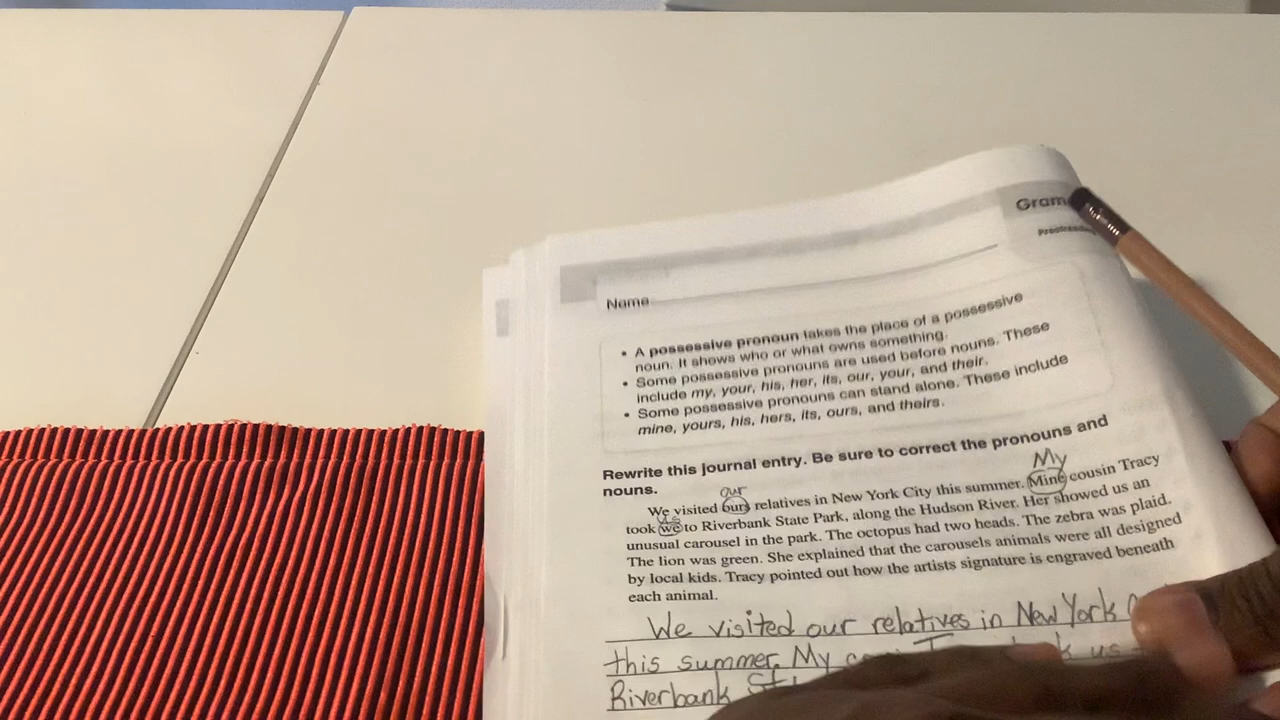 Gram
Proofreading
Name
• A possessive pronoun takes the place of a possessive
noun. It shows who or what owns something.
• Some possessive pronouns are used before nouns. These
include my, your, his, her, its, our, your, and their.
• Some possessive pronouns can stand alone. These include
mine, yours, his, hers, its, ours, and theirs.
Rewrite this journal entry. Be sure to correct the pronouns and
nouns.
our My
We visited ours relatives in New York City this summer. Mine cousin Tracy
us
took we to Riverbank State Park, along the Hudson River. Her showed us an
unusual carousel in the park. The octopus had two heads. The zebra was plaid.
The lion was green. She explained that the carousels animals were all designed
by local kids. Tracy pointed out how the artists signature is engraved beneath
each animal.
We visited our relatives in New York
this summer. My us
Riverbank